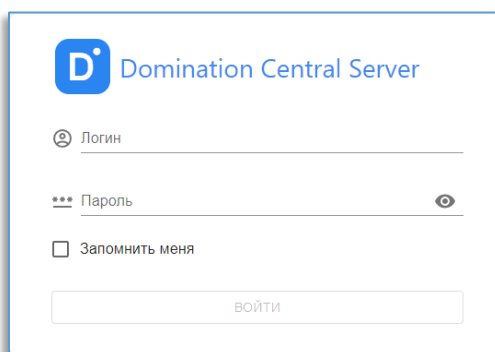 D
Domination Central Server
Логин
*** Пароль
Запомнить меня
ВОЙТИ